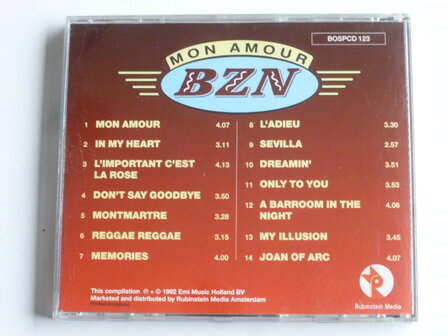 BOSPCD 123
MON AMOUR
BZN
1 MON AMOUR 4.07
2 IN MY HEART 3.11
3 L'IMPORTANT C'EST
LA ROSE 4.13
4 DON'T SAY GOODBYE 3.50
5 MONTMARTRE 3.28
6 REGGAE REGGAE 3.15
7 MEMORIES 4.00
8 L'ADIEU 3.30
9 SEVILLA 2.57
10 DREAMIN' 3.51
11 ONLY TO YOU 3.53
12 A BARROOM IN THE 4.06
NIGHT
13 MY ILLUSION 3.45
14 JOAN OF ARC 4.07
This compilation ℗ + © 1992 Emi Music Holland BV
Marketed and distributed by Rubinstein Media Amsterdam
Printed in Holland
Rubinstein Media